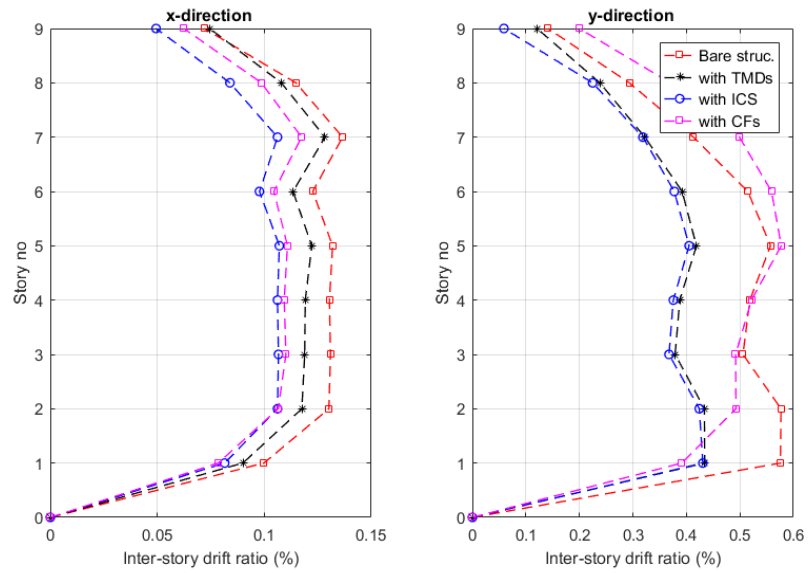 x-direction
9
8
7
6
5
4
3
2
1
0
Story no
0 0.05 0.1 0.15
Inter-story drift ratio (%)
y-direction
Bare struc.
with TMDs
with ICS
with CFs
9
8
7
6
5
4
3
2
1
0
Story no
0 0.1 0.2 0.3 0.4 0.5 0.6
Inter-story drift ratio (%)